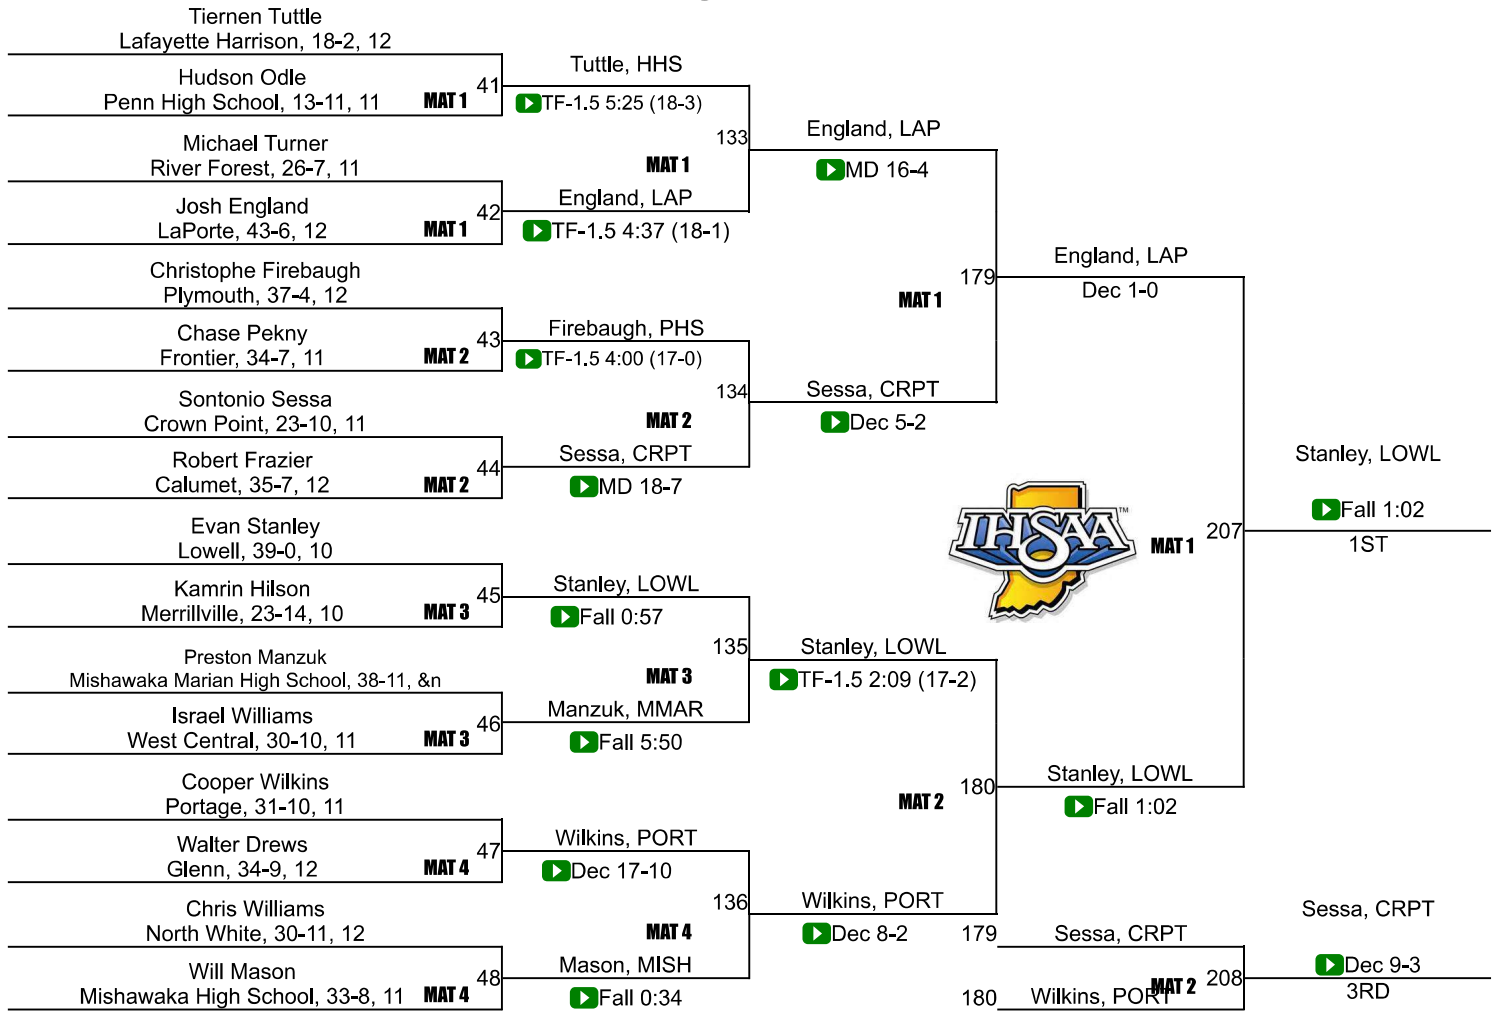 Tiernen Tuttle
Lafayette Harrison, 18-2, 12
Hudson Odle
Penn High School, 13-11, 11
MAT 1
41
Tuttle, HHS
TF-1.5 5:25 (18-3)
Michael Turner
River Forest, 26-7, 11
Josh England
LaPorte, 43-6, 12
MAT 1
42
England, LAP
TF-1.5 4:37 (18-1)
133
MAT 1
England, LAP
MD 16-4
Christophe Firebaugh
Plymouth, 37-4, 12
Chase Pekny
Frontier, 34-7, 11
MAT 2
43
Firebaugh, PHS
TF-1.5 4:00 (17-0)
Sontonio Sessa
Crown Point, 23-10, 11
Robert Frazier
Calumet, 35-7, 12
MAT 2
44
Sessa, CRPT
MD 18-7
134
MAT 2
Sessa, CRPT
Dec 5-2
179
MAT 1
England, LAP
Dec 1-0
Evan Stanley
Lowell, 39-0, 10
Kamrin Hilson
Merrillville, 23-14, 10
MAT 3
45
Stanley, LOWL
Fall 0:57
Preston Manzuk
Mishawaka Marian High School, 38-11, &n
Israel Williams
West Central, 30-10, 11
MAT 3
46
Manzuk, MMAR
Fall 5:50
135
MAT 3
Stanley, LOWL
TF-1.5 2:09 (17-2)
Cooper Wilkins
Portage, 31-10, 11
Walter Drews
Glenn, 34-9, 12
MAT 4
47
Wilkins, PORT
Dec 17-10
Chris Williams
North White, 30-11, 12
Will Mason
Mishawaka High School, 33-8, 11
MAT 4
48
Mason, MISH
Fall 0:34
136
MAT 4
Wilkins, PORT
Dec 8-2
180
MAT 2
Stanley, LOWL
Fall 1:02
IHSAA
TM
MAT 1
207
Stanley, LOWL
Fall 1:02
1ST
179
Sessa, CRPT
180
Wilkins, PORT
MAT 2
208
Sessa, CRPT
Dec 9-3
3RD